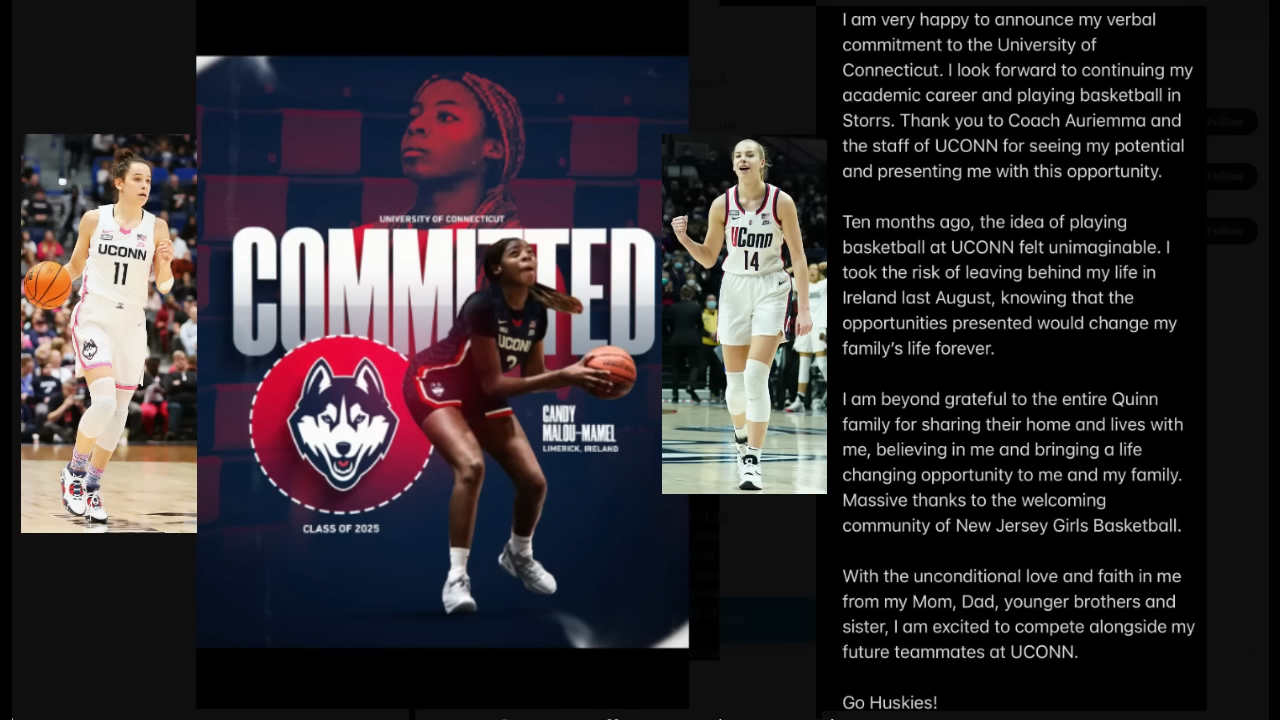 UCONN
11
UNIVERSITY OF CONNECTICUT
COMMITTED
UCONN
CANDY
MALOU-MAMEL
LIMERICK, IRELAND
CLASS OF 2025
UConn
14
I am very happy to announce my verbal
commitment to the University of
Connecticut. I look forward to continuing my
academic career and playing basketball in
Storrs. Thank you to Coach Auriemma and
the staff of UCONN for seeing my potential
and presenting me with this opportunity.
Ten months ago, the idea of playing
basketball at UCONN felt unimaginable. I
took the risk of leaving behind my life in
Ireland last August, knowing that the
opportunities presented would change my
family’s life forever.
I am beyond grateful to the entire Quinn
family for sharing their home and lives with
me, believing in me and bringing a life
changing opportunity to me and my family.
Massive thanks to the welcoming
community of New Jersey Girls Basketball.
With the unconditional love and faith in me
from my Mom, Dad, younger brothers and
sister, I am excited to compete alongside my
future teammates at UCONN.
Go Huskies!
Follow
Follow
Follow